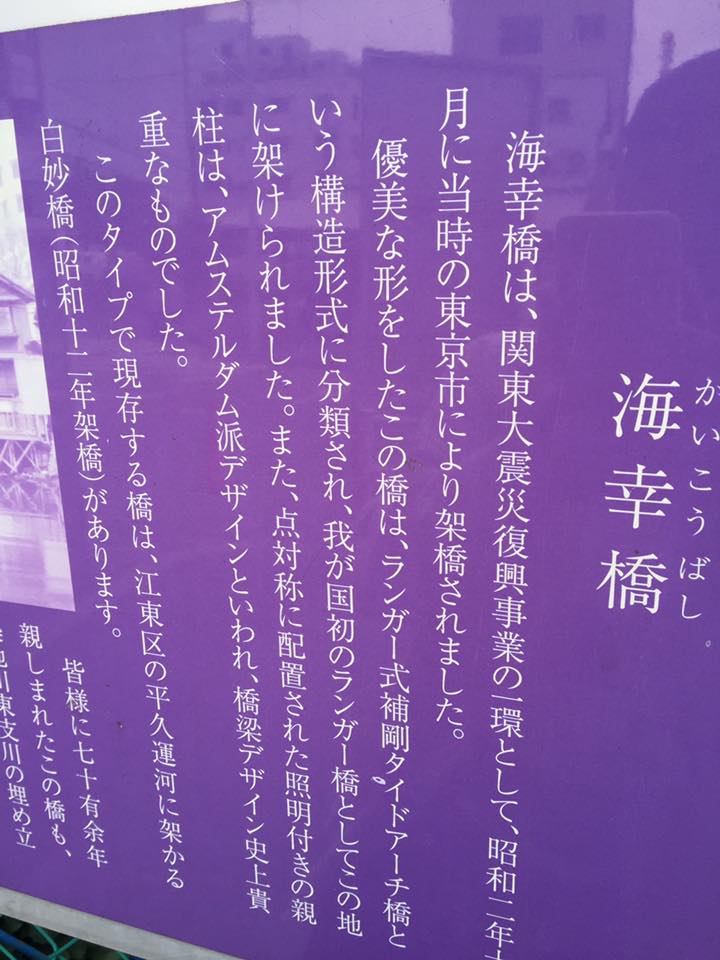 かいこうばし
海幸橋
海幸橋は、関東大震災復興事業の一環として、昭和二年
月に当時の東京市により架橋されました。
優美な形をしたこの橋は、ランガー式補剛タイドアーチ橋と
いう構造形式に分類され、我が国初のランガー橋としてこの地
に架けられました。また、点対称に配置された照明付きの親
柱は、アムステルダム派デザインといわれ、橋梁デザイン史上貴
重なものでした。
このタイプで現存する橋は、江東区の平久運河に架かる
白妙橋(昭和十二年架橋)があります。
皆様に七十有余年
親しまれたこの橋も、
地川東支川の埋め立